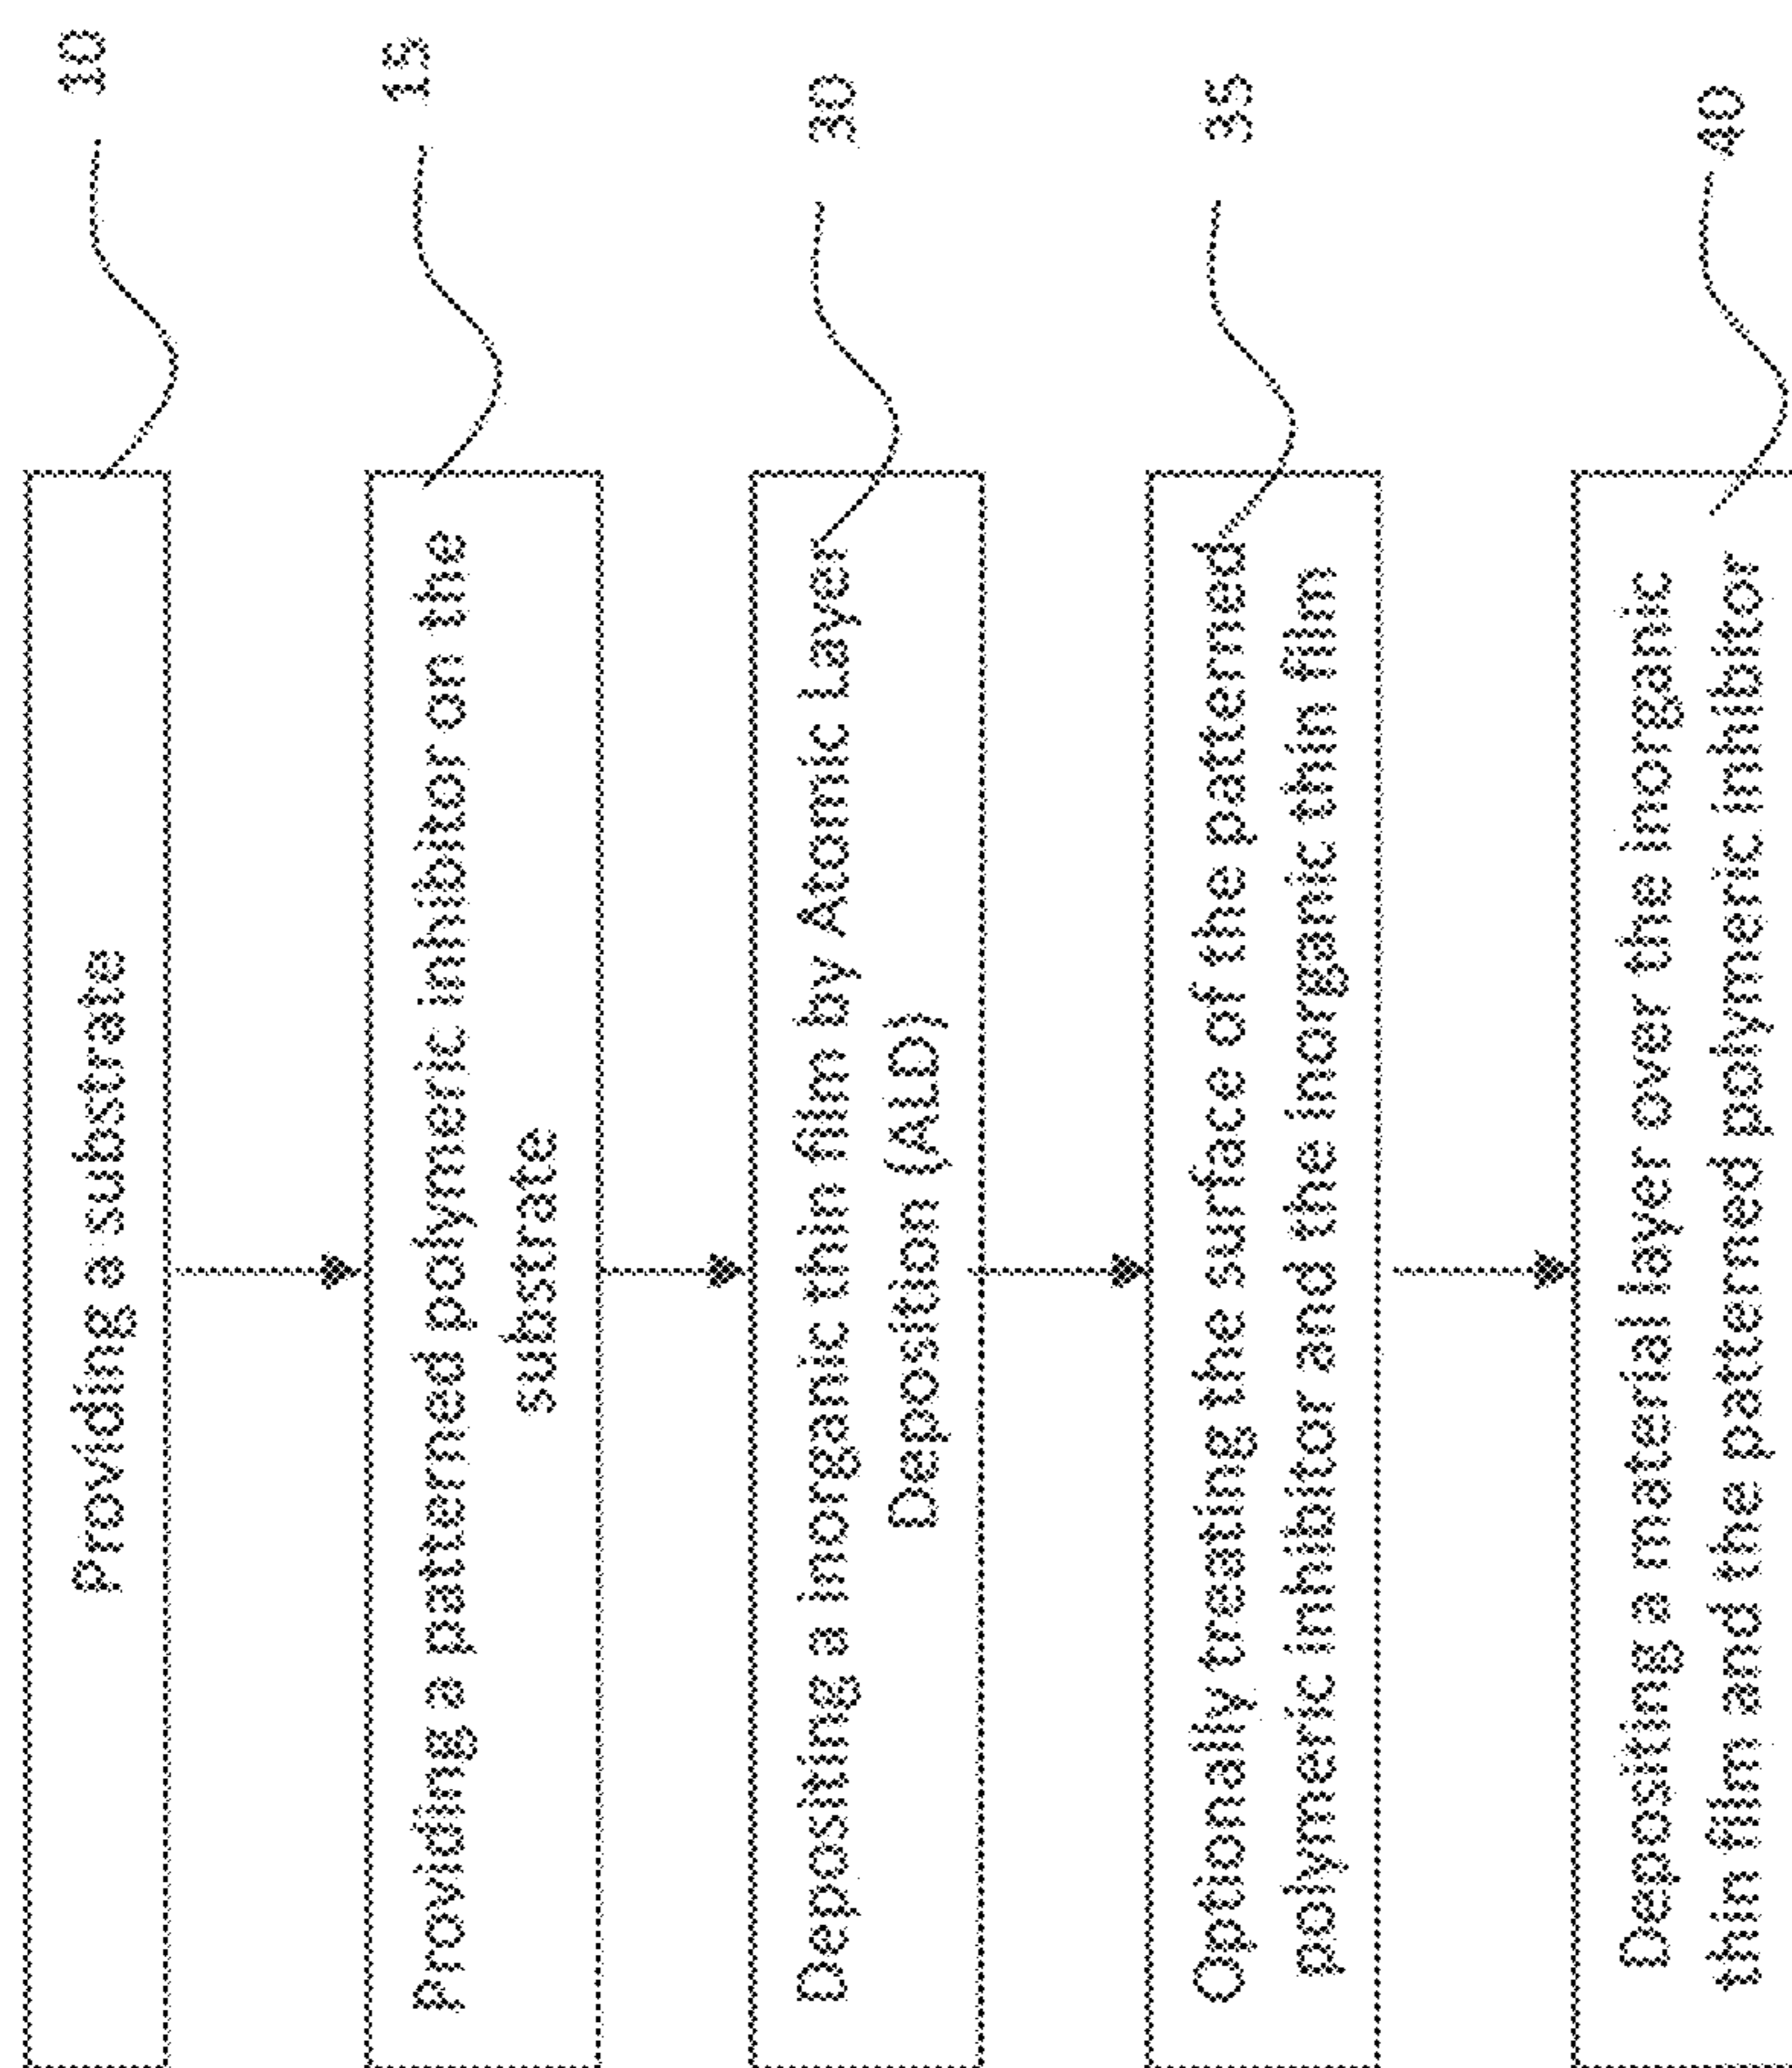 Providing a substrate
10
Providing a patterned polymeric inhibitor on the
substrate
15
Depositing a inorganic thin film by Atomic Layer
Deposition (ALD)
30
Optionally treating the surface of the patterned
polymeric inhibitor and the inorganic thin film
35
Depositing a material layer over the inorganic
thin film and the patterned polymeric inhibitor
40